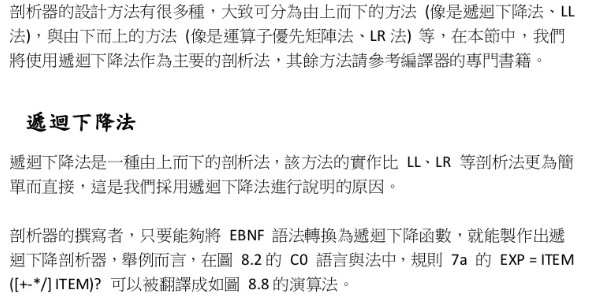 剖析器的設計方法有很多種，大致可分為由上而下的方法 (像是遞迴下降法、LL
法)，與由下而上的方法 (像是運算子優先矩陣法、LR 法) 等，在本節中，我們
將使用遞迴下降法作為主要的剖析法，其餘方法請參考編譯器的專門書籍。
遞迴下降法
遞迴下降法是一種由上而下的剖析法，該方法的實作比 LL、LR 等剖析法更為簡
單而直接，這是我們採用遞迴下降法進行說明的原因。
剖析器的撰寫者，只要能夠將 EBNF 語法轉換為遞迴下降函數，就能製作出遞
迴下降剖析器，舉例而言，在圖 8.2 的 C0 語言與法中，規則 7a 的 EXP = ITEM
([+-*/] ITEM)? 可以被翻譯成如圖 8.8 的演算法。